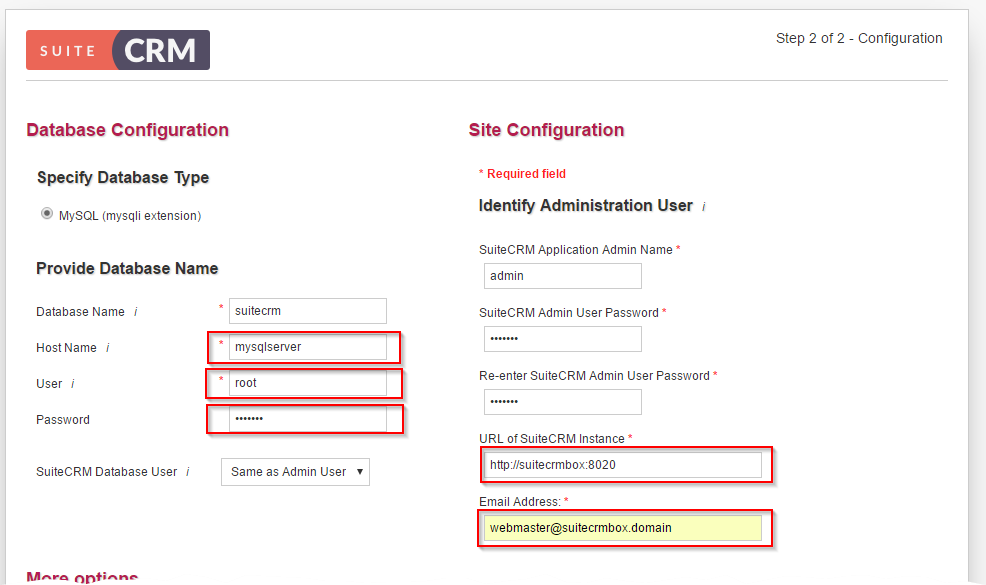 SUITE CRM
Step 2 of 2 - Configuration
Database Configuration
Specify Database Type
MySQL (mysqli extension)
Provide Database Name
Database Name i * suitecrm
Host Name i * mysqlserver
User i * root
Password •••••••
SuiteCRM Database User i Same as Admin User ▼
More options
Site Configuration
* Required field
Identify Administration User i
SuiteCRM Application Admin Name *
admin
SuiteCRM Admin User Password *
•••••••
Re-enter SuiteCRM Admin User Password *
•••••••
URL of SuiteCRM Instance *
http://suitecrmbox:8020
Email Address: *
webmaster@suitecrmbox.domain